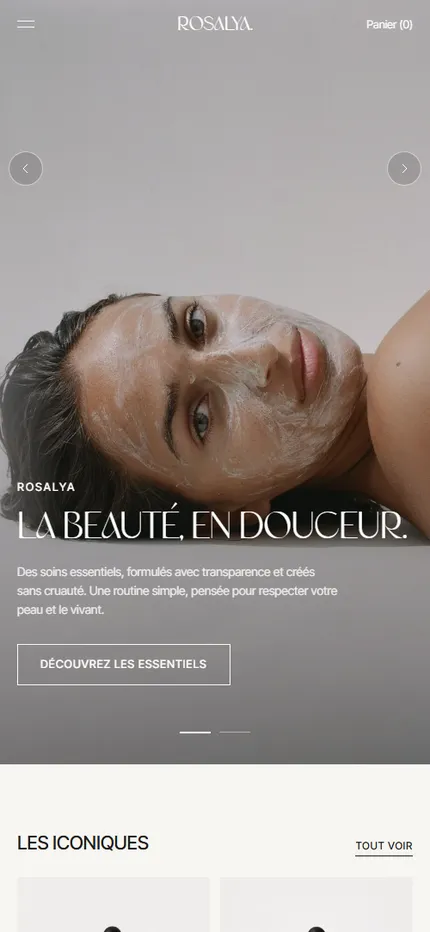 ROSALYA.
Panier (0)
ROSALYA
LA BEAUTÉ, EN DOUCEUR.
Des soins essentiels, formulés avec transparence et créés
sans cruauté. Une routine simple, pensée pour respecter votre
peau et le vivant.
DÉCOUVREZ LES ESSENTIELS
LES ICONIQUES
TOUT VOIR